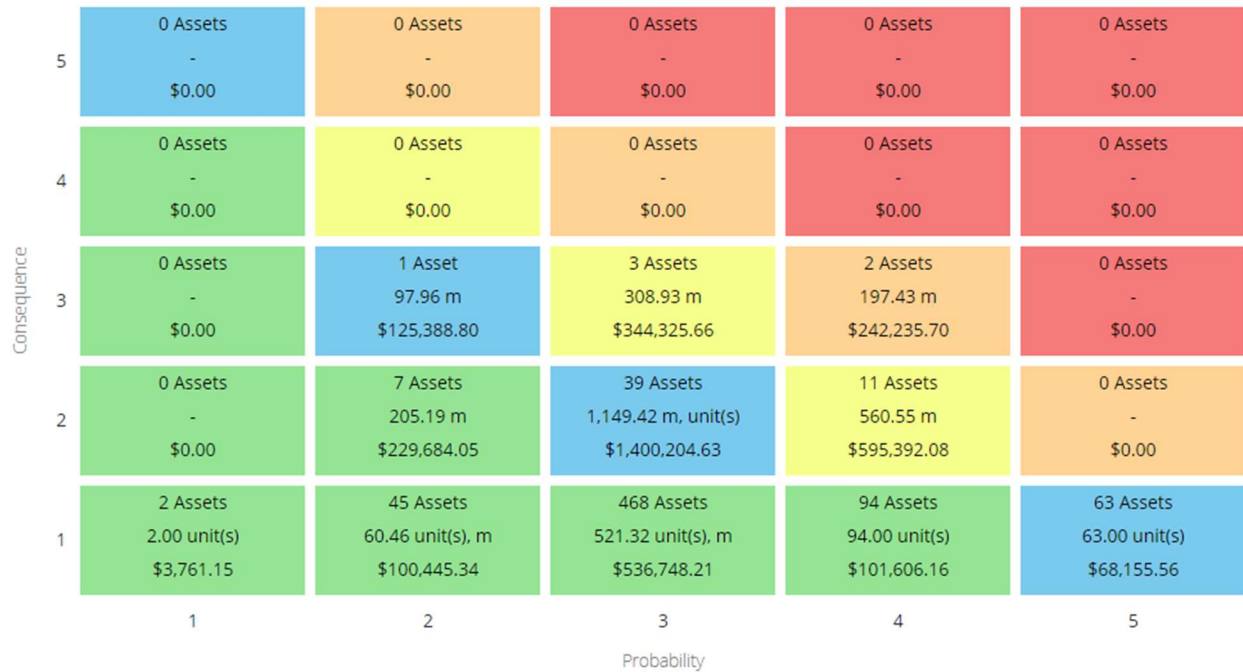 0 Assets 0 Assets 0 Assets 0 Assets 0 Assets
5 - - - - -
$0.00 $0.00 $0.00 $0.00 $0.00
0 Assets 0 Assets 0 Assets 0 Assets 0 Assets
4 - - - - -
$0.00 $0.00 $0.00 $0.00 $0.00
Consequence
0 Assets 1 Asset 3 Assets 2 Assets 0 Assets
3 - 97.96 m 308.93 m 197.43 m -
$0.00 $125,388.80 $344,325.66 $242,235.70 $0.00
0 Assets 7 Assets 39 Assets 11 Assets 0 Assets
2 - 205.19 m 1,149.42 m, unit(s) 560.55 m -
$0.00 $229,684.05 $1,400,204.63 $595,392.08 $0.00
2 Assets 45 Assets 468 Assets 94 Assets 63 Assets
1 2.00 unit(s) 60.46 unit(s), m 521.32 unit(s), m 94.00 unit(s) 63.00 unit(s)
$3,761.15 $100,445.34 $536,748.21 $101,606.16 $68,155.56
1 2 3 4 5
Probability